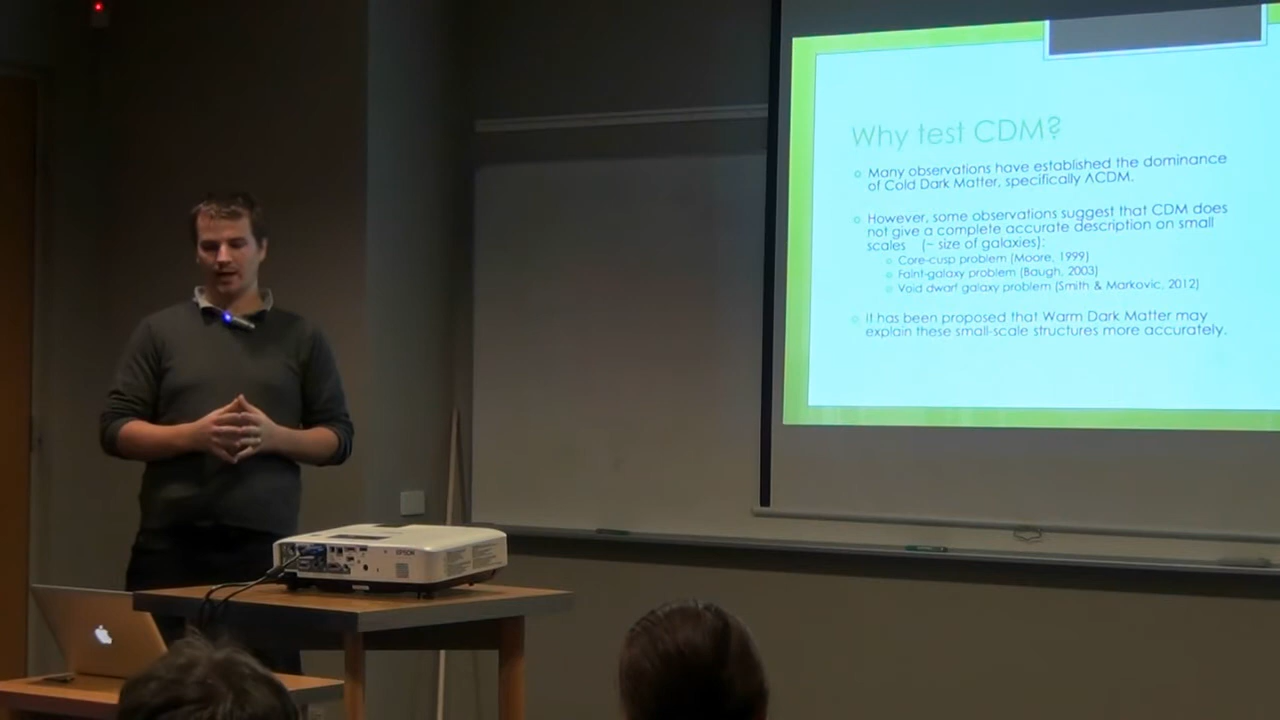 Why test CDM?
Many observations have established the dominance
of Cold Dark Matter, specifically ΛCDM.
However, some observations suggest that CDM does
not give a complete accurate description on small
scales (~ size of galaxies):
Core-cusp problem (Moore, 1999)
Faint-galaxy problem (Baugh, 2003)
Void dwarf galaxy problem (Smith & Markovic, 2012)
It has been proposed that Warm Dark Matter may
explain these small-scale structures more accurately.
EPSON